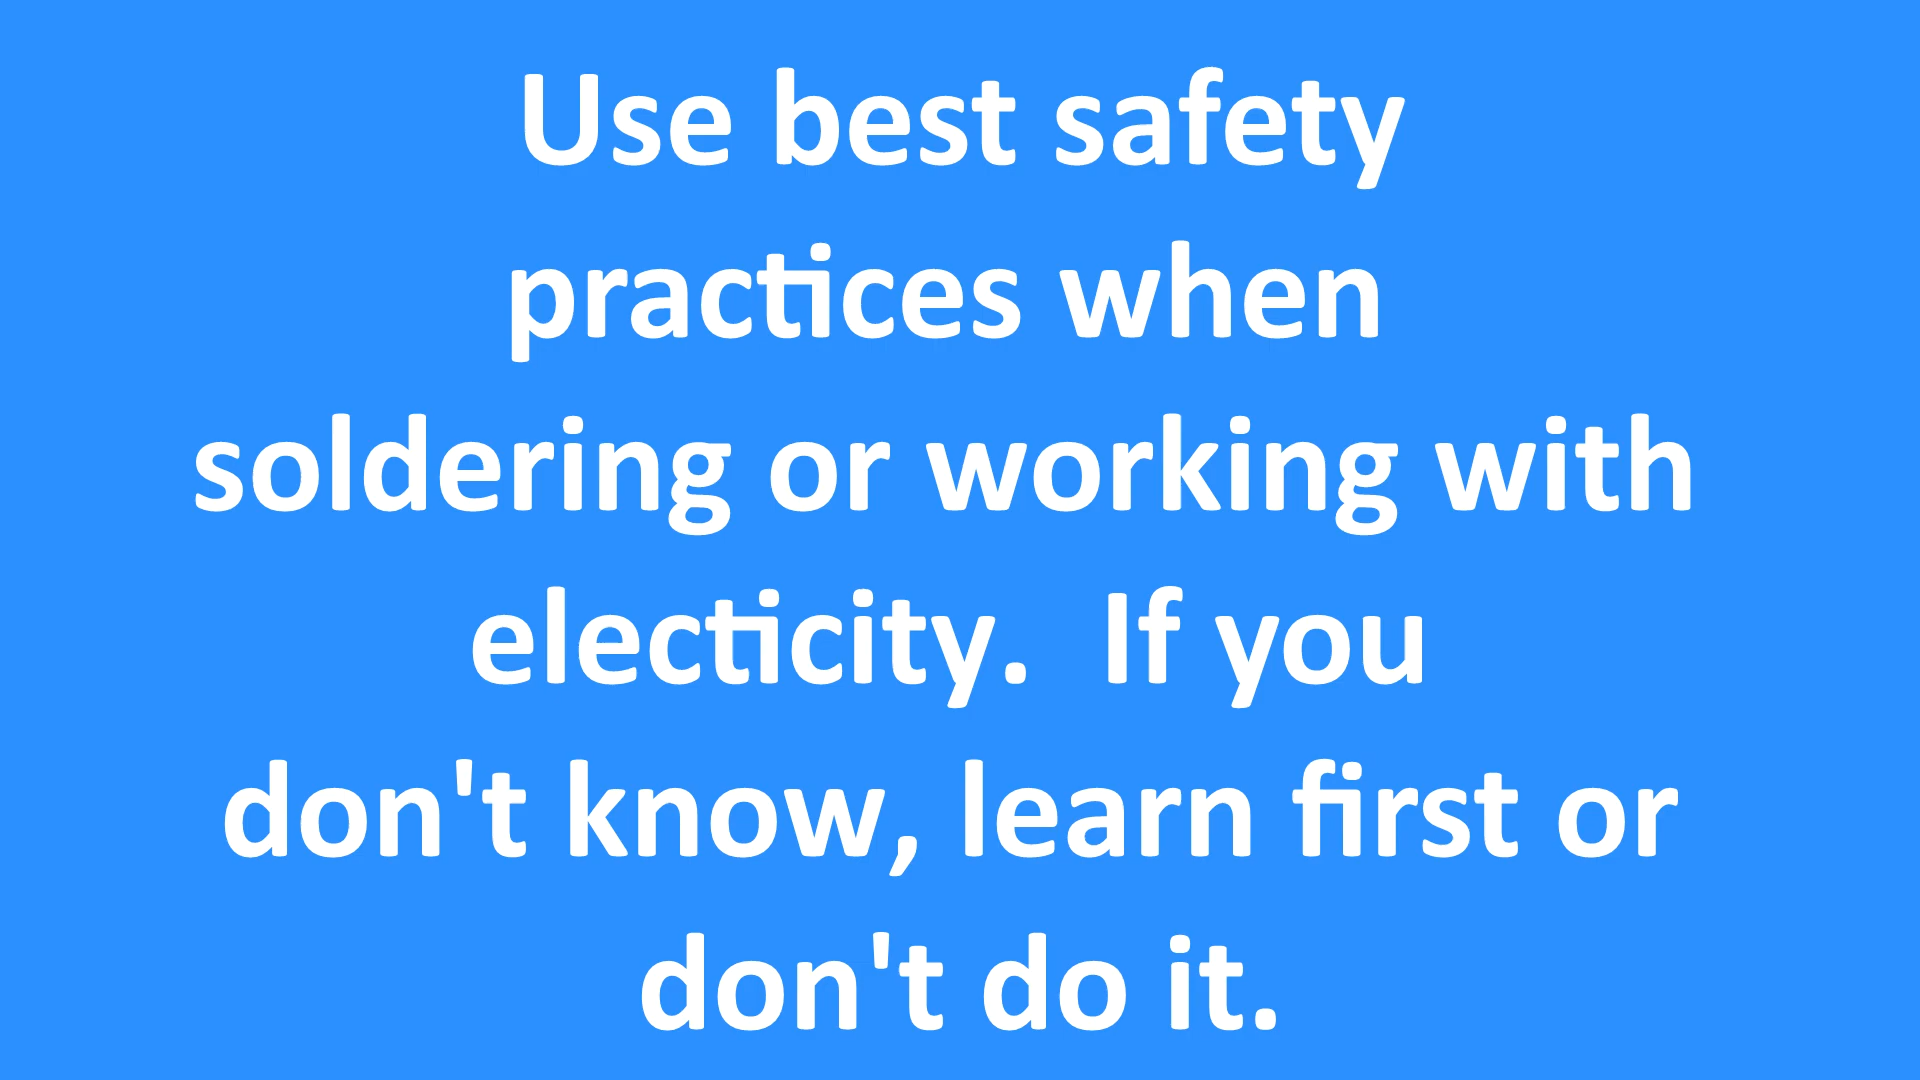 Use best safety
practices when
soldering or working with
electicity.  If you
don't know, learn first or
don't do it.